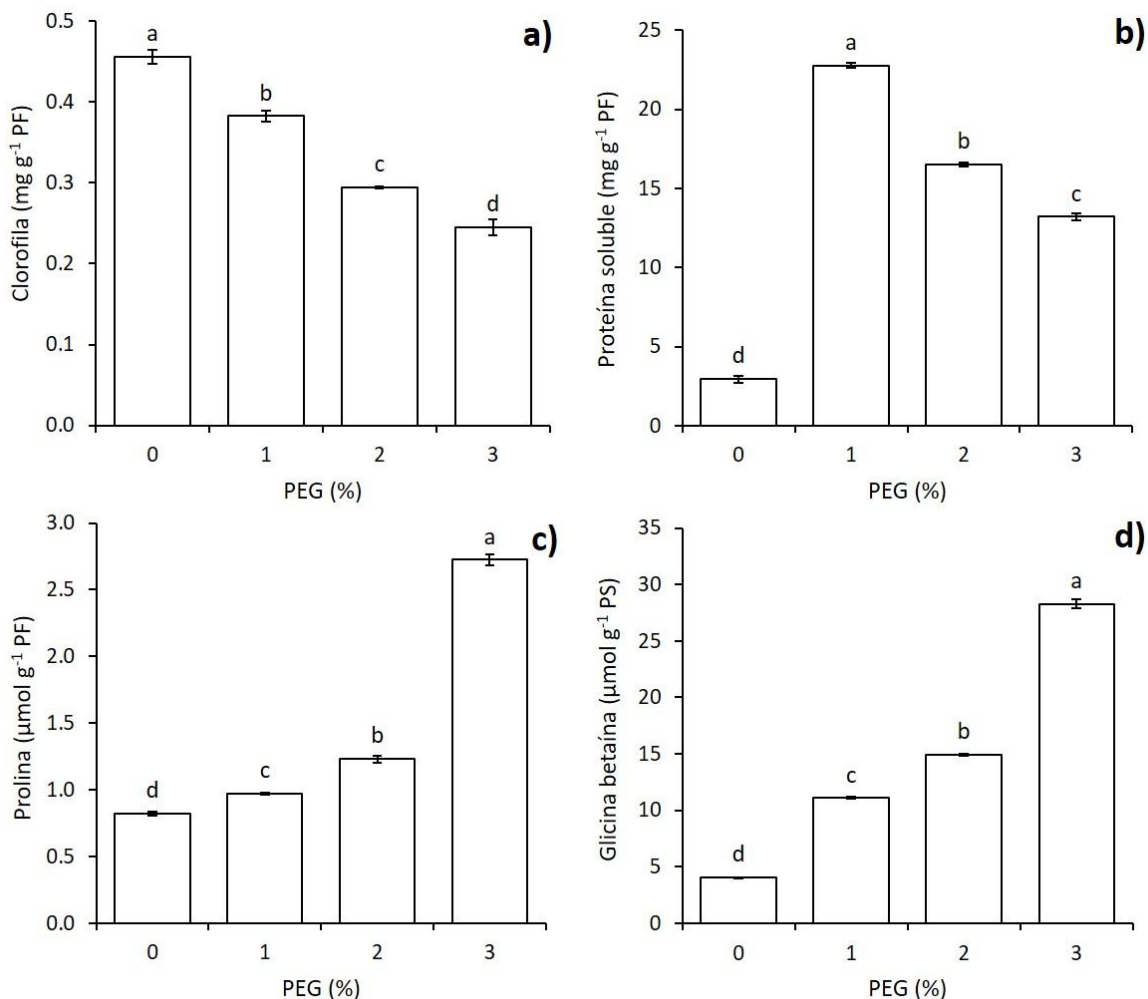 a)
Clorofila (mg g⁻¹ PF)
0.5
0.4
0.3
0.2
0.1
0.0
a
b
c
d
0 1 2 3
PEG (%)
b)
Proteína soluble (mg g⁻¹ PF)
25
20
15
10
5
0
d
a
b
c
0 1 2 3
PEG (%)
c)
Prolina (µmol g⁻¹ PF)
3.0
2.5
2.0
1.5
1.0
0.5
0.0
d
c
b
a
0 1 2 3
PEG (%)
d)
Glicina betaína (µmol g⁻¹ PS)
35
30
25
20
15
10
5
0
d
c
b
a
0 1 2 3
PEG (%)